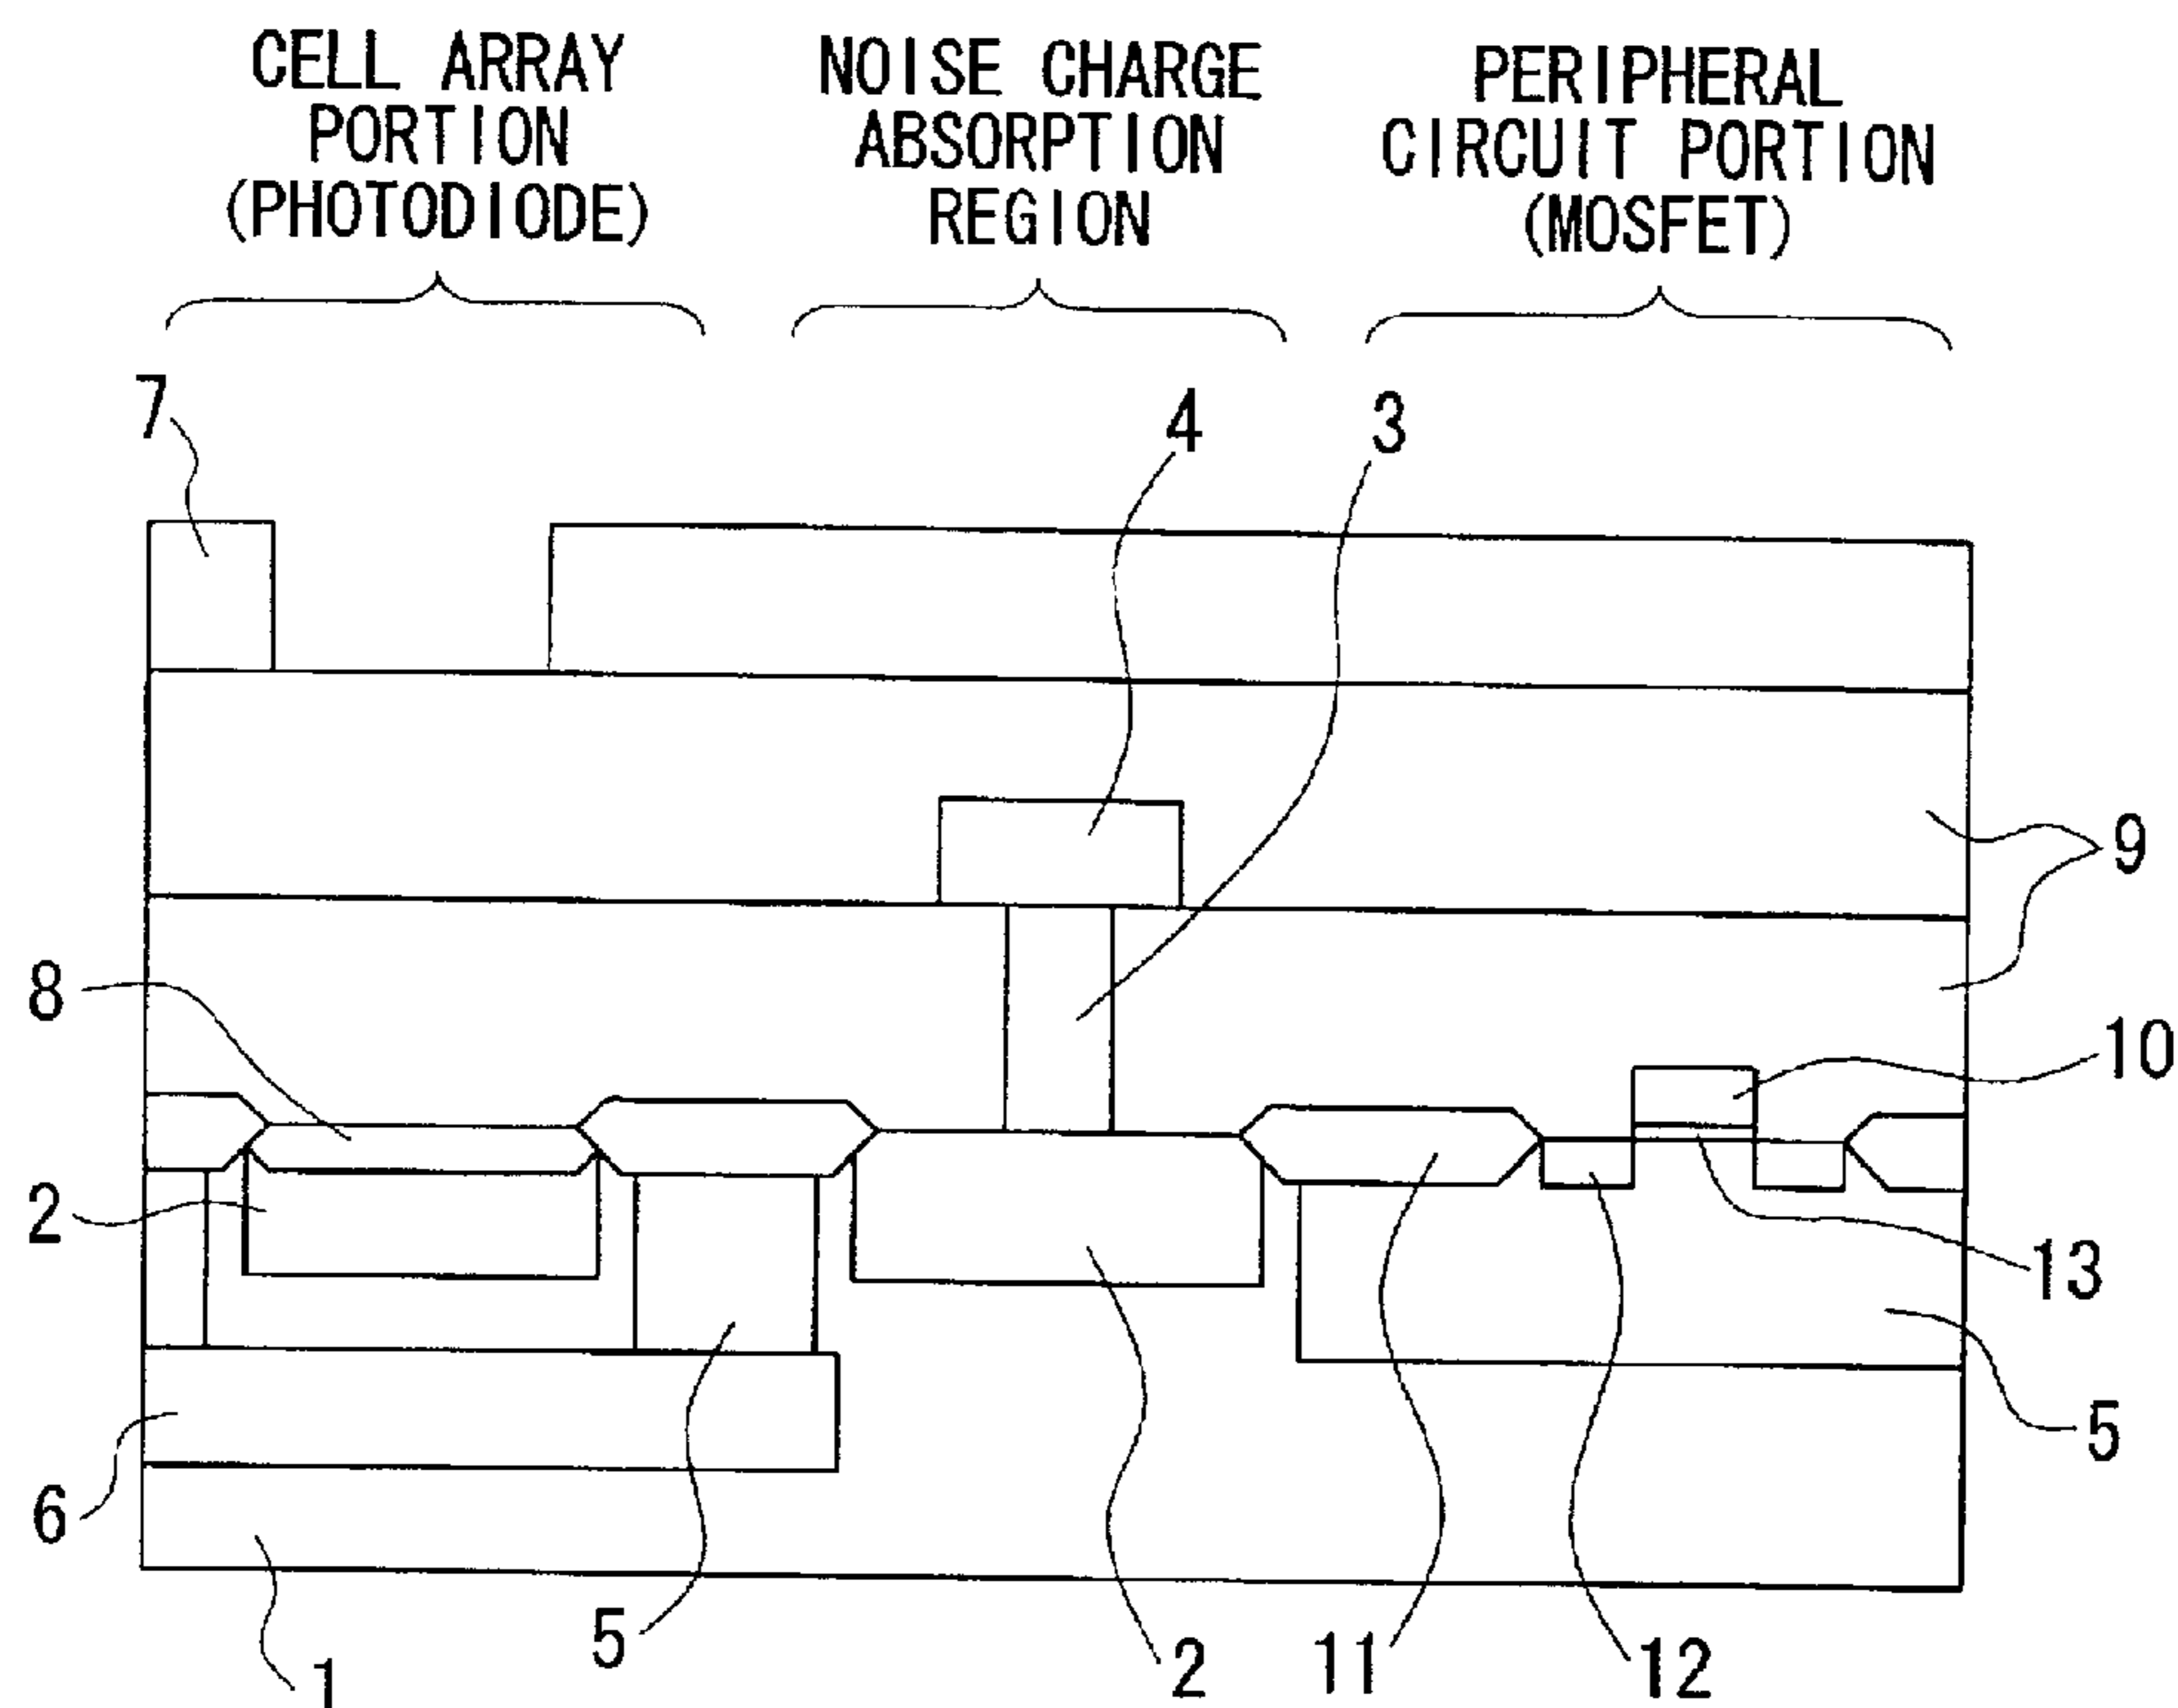 CELL ARRAY
PORTION
(PHOTODIODE)
NOISE CHARGE
ABSORPTION
REGION
PERIPHERAL
CIRCUIT PORTION
(MOSFET)
7
4
3
9
8
10
2
13
5
6
5
1
2
11
12